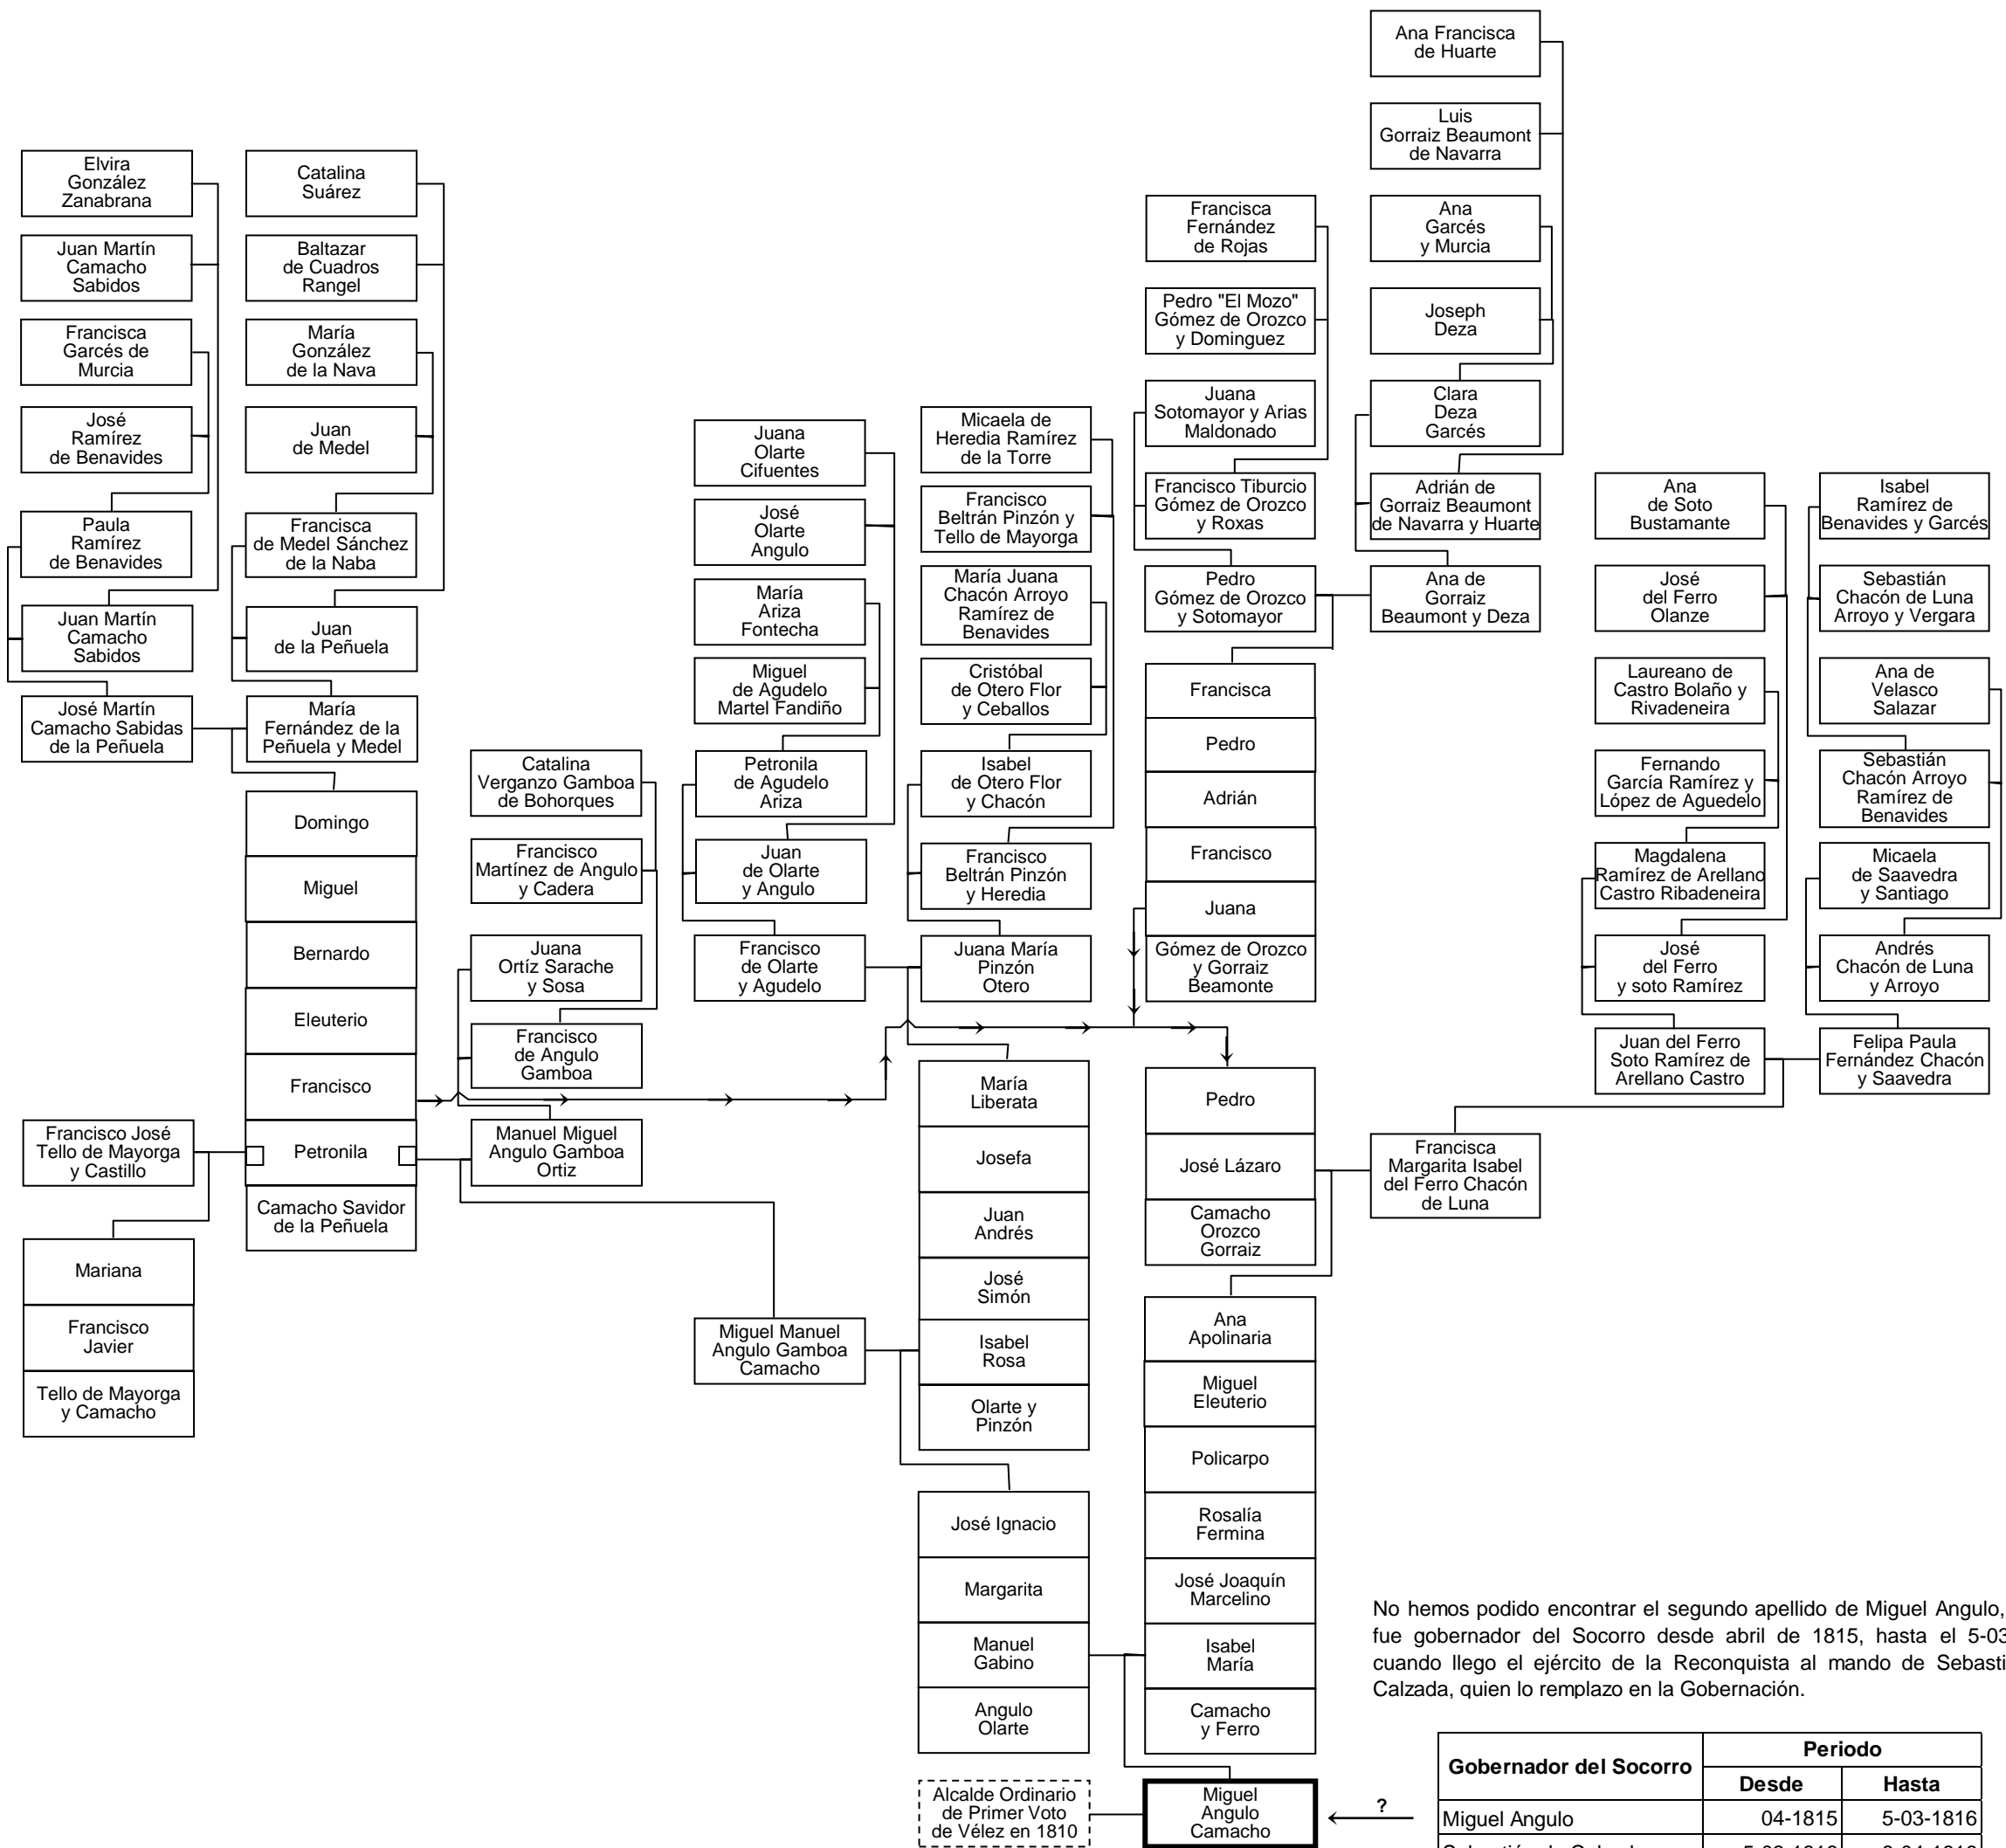 Ana Francisca
de Huarte
Luis
Gorraiz Beaumont
de Navarra
Elvira
González
Zanabrana
Catalina
Suárez
Francisca
Fernández
de Rojas
Ana
Garcés
y Murcia
Juan Martín
Camacho
Sabidos
Baltazar
de Cuadros
Rangel
Pedro "El Mozo"
Gómez de Orozco
y Dominguez
Joseph
Deza
Francisca
Garcés de
Murcia
María
González
de la Nava
Juana
Sotomayor y Arias
Maldonado
Clara
Deza
Garcés
José
Ramírez
de Benavides
Juan
de Medel
Juana
Olarte
Cifuentes
Micaela de
Heredia Ramírez
de la Torre
Francisco Tiburcio
Gómez de Orozco
y Roxas
Adrián de
Gorraiz Beaumont
de Navarra y Huarte
Ana
de Soto
Bustamante
Isabel
Ramírez de
Benavides y Garcés
Paula
Ramírez
de Benavides
Francisca
de Medel Sánchez
de la Naba
José
Olarte
Angulo
Francisco
Beltrán Pinzón y
Tello de Mayorga
Pedro
Gómez de Orozco
y Sotomayor
Ana de
Gorraiz
Beaumont y Deza
José
del Ferro
Olanze
Sebastián
Chacón de Luna
Arroyo y Vergara
Juan Martín
Camacho
Sabidos
Juan
de la Peñuela
María
Ariza
Fontecha
María Juana
Chacón Arroyo
Ramírez de
Benavides
José Martín
Camacho Sabidas
de la Peñuela
María
Fernández de la
Peñuela y Medel
Miguel
de Agudelo
Martel Fandiño
Cristóbal
de Otero Flor
y Ceballos
Francisca
Laureano de
Castro Bolaño y
Rivadeneira
Ana de
Velasco
Salazar
Pedro
Catalina
Verganzo Gamboa
de Bohorques
Petronila
de Agudelo
Ariza
Isabel
de Otero Flor
y Chacón
Adrián
Fernando
García Ramírez y
López de Aguedelo
Sebastián
Chacón Arroyo
Ramírez de
Benavides
Domingo
Francisco
Martínez de Angulo
y Cadera
Juan
de Olarte
y Angulo
Francisco
Beltrán Pinzón
y Heredia
Francisco
Magdalena
Ramírez de Arellano
Castro Ribadeneira
Micaela
de Saavedra
y Santiago
Miguel
Juana
Bernardo
Juana
Ortíz Sarache
y Sosa
Francisco
de Olarte
y Agudelo
Juana María
Pinzón
Otero
Gómez de Orozco
y Gorraiz
Beamonte
José
del Ferro
y soto Ramírez
Andrés
Chacón de Luna
y Arroyo
Eleuterio
Francisco
de Angulo
Gamboa
Juan del Ferro
Soto Ramírez de
Arellano Castro
Felipa Paula
Fernández Chacón
y Saavedra
Francisco
María
Liberata
Pedro
Francisco José
Tello de Mayorga
y Castillo
Petronila
Manuel Miguel
Angulo Gamboa
Ortiz
Josefa
José Lázaro
Francisca
Margarita Isabel
del Ferro Chacón
de Luna
Camacho Savidor
de la Peñuela
Juan
Andrés
Camacho
Orozco
Gorraiz
Mariana
José
Simón
Francisco
Javier
Miguel Manuel
Angulo Gamboa
Camacho
Isabel
Rosa
Ana
Apolinaria
Tello de Mayorga
y Camacho
Olarte y
Pinzón
Miguel
Eleuterio
Policarpo
José Ignacio
Rosalía
Fermina
Margarita
José Joaquín
Marcelino
Manuel
Gabino
Isabel
María
Angulo
Olarte
Camacho
y Ferro
No hemos podido encontrar el segundo apellido de Miguel Angulo,
fue gobernador del Socorro desde abril de 1815, hasta el 5-03
cuando llego el ejército de la Reconquista al mando de Sebasti
Calzada, quien lo remplazo en la Gobernación.
Gobernador del Socorro Periodo
Desde Hasta
Miguel Angulo 04-1815 5-03-1816
Alcalde Ordinario
de Primer Voto
de Vélez en 1810
Miguel
Angulo
Camacho
?